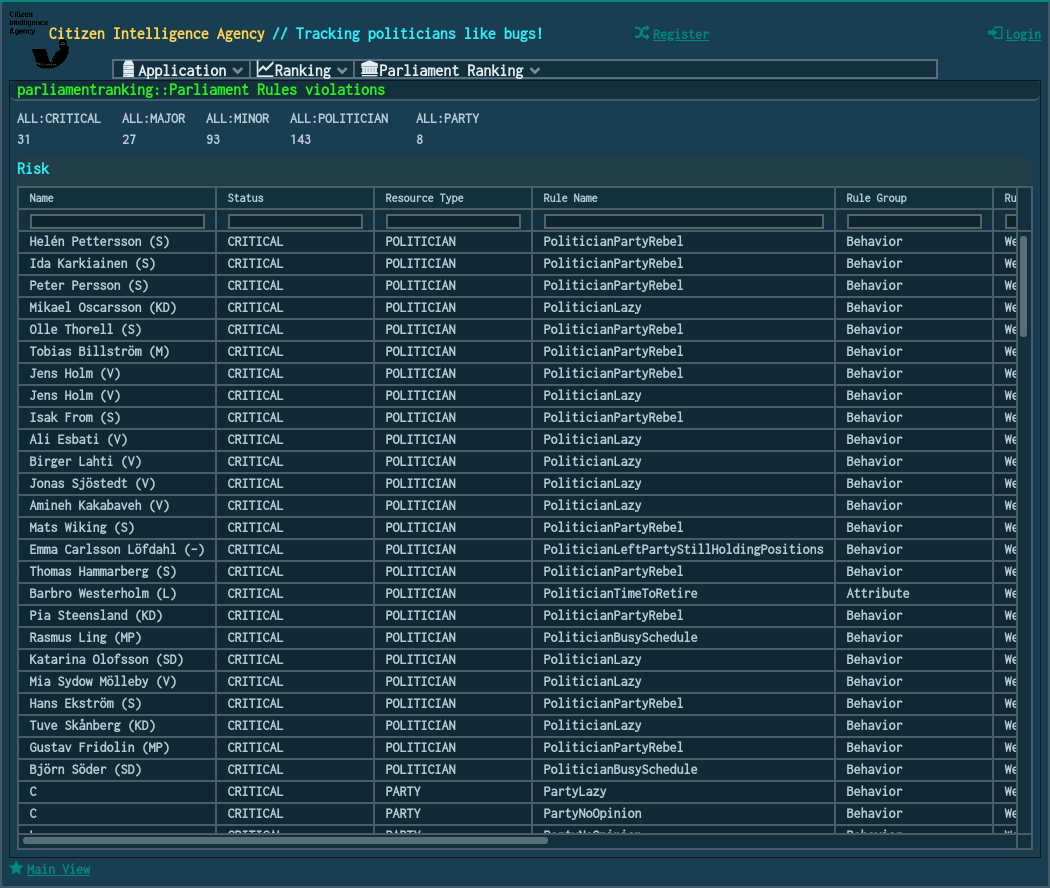 Citizen
Intelligence
Agency
Citizen Intelligence Agency // Tracking politicians like bugs!
Register
Login
Application
Ranking
Parliament Ranking
parliamentranking::Parliament Rules violations
ALL:CRITICAL ALL:MAJOR ALL:MINOR ALL:POLITICIAN ALL:PARTY
31 27 93 143 8
Risk
Name Status Resource Type Rule Name Rule Group Ru
Helén Pettersson (S) CRITICAL POLITICIAN PoliticianPartyRebel Behavior We
Ida Karkiainen (S) CRITICAL POLITICIAN PoliticianPartyRebel Behavior We
Peter Persson (S) CRITICAL POLITICIAN PoliticianPartyRebel Behavior We
Mikael Oscarsson (KD) CRITICAL POLITICIAN PoliticianLazy Behavior We
Olle Thorell (S) CRITICAL POLITICIAN PoliticianPartyRebel Behavior We
Tobias Billström (M) CRITICAL POLITICIAN PoliticianPartyRebel Behavior We
Jens Holm (V) CRITICAL POLITICIAN PoliticianPartyRebel Behavior We
Jens Holm (V) CRITICAL POLITICIAN PoliticianLazy Behavior We
Isak From (S) CRITICAL POLITICIAN PoliticianPartyRebel Behavior We
Ali Esbati (V) CRITICAL POLITICIAN PoliticianLazy Behavior We
Birger Lahti (V) CRITICAL POLITICIAN PoliticianLazy Behavior We
Jonas Sjöstedt (V) CRITICAL POLITICIAN PoliticianLazy Behavior We
Amineh Kakabaveh (V) CRITICAL POLITICIAN PoliticianLazy Behavior We
Mats Wiking (S) CRITICAL POLITICIAN PoliticianPartyRebel Behavior We
Emma Carlsson Löfdahl (-) CRITICAL POLITICIAN PoliticianLeftPartyStillHoldingPositions Behavior We
Thomas Hammarberg (S) CRITICAL POLITICIAN PoliticianPartyRebel Behavior We
Barbro Westerholm (L) CRITICAL POLITICIAN PoliticianTimeToRetire Attribute We
Pia Steensland (KD) CRITICAL POLITICIAN PoliticianPartyRebel Behavior We
Rasmus Ling (MP) CRITICAL POLITICIAN PoliticianBusySchedule Behavior We
Katarina Olofsson (SD) CRITICAL POLITICIAN PoliticianLazy Behavior We
Mia Sydow Mölleby (V) CRITICAL POLITICIAN PoliticianLazy Behavior We
Hans Ekström (S) CRITICAL POLITICIAN PoliticianPartyRebel Behavior We
Tuve Skånberg (KD) CRITICAL POLITICIAN PoliticianLazy Behavior We
Gustav Fridolin (MP) CRITICAL POLITICIAN PoliticianPartyRebel Behavior We
Björn Söder (SD) CRITICAL POLITICIAN PoliticianBusySchedule Behavior We
C CRITICAL PARTY PartyLazy Behavior We
C CRITICAL PARTY PartyNoOpinion Behavior We
CRITICAL PARTY PartyNoOpinion Behavior We
Main View